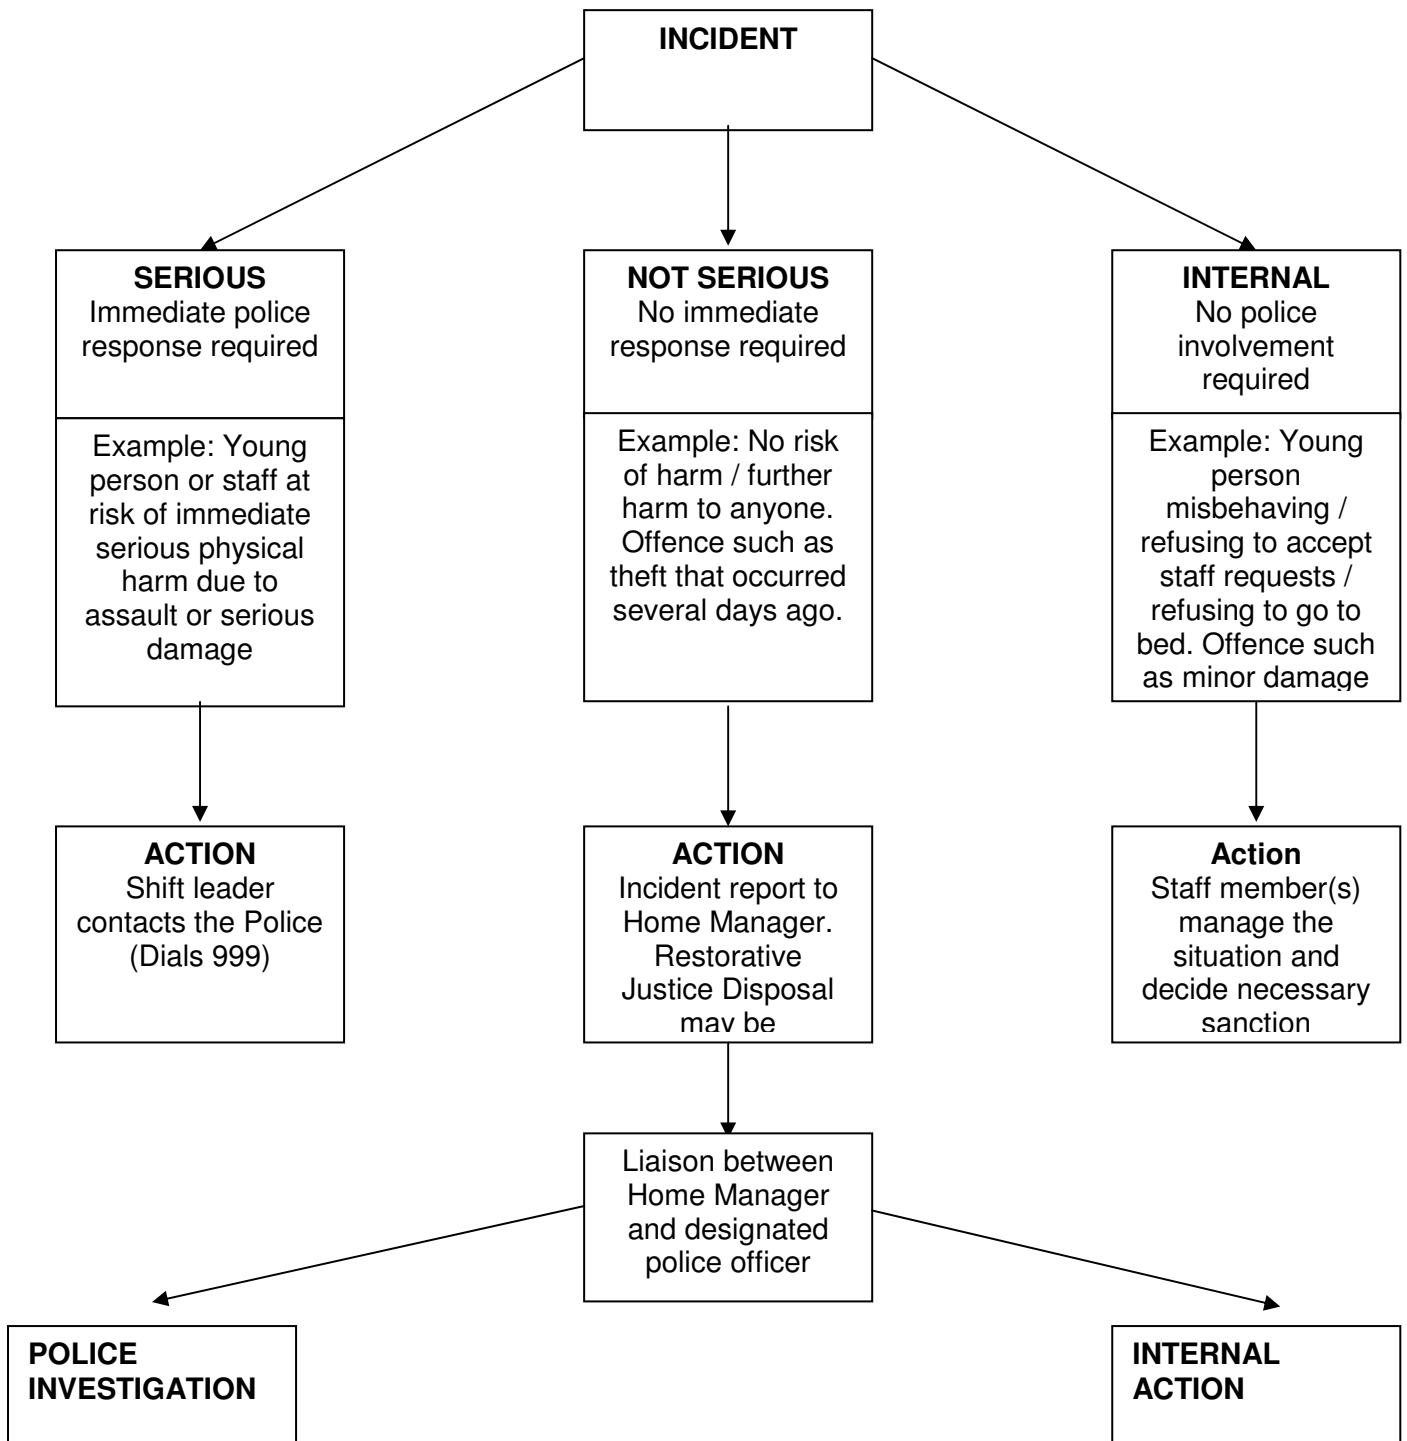 INCIDENT
SERIOUS
Immediate police
response required
Example: Young
person or staff at
risk of immediate
serious physical
harm due to
assault or serious
damage
NOT SERIOUS
No immediate
response required
Example: No risk
of harm / further
harm to anyone.
Offence such as
theft that occurred
several days ago.
INTERNAL
No police
involvement
required
Example: Young
person
misbehaving /
refusing to accept
staff requests /
refusing to go to
bed. Offence such
as minor damage
ACTION
Shift leader
contacts the Police
(Dials 999)
ACTION
Incident report to
Home Manager.
Restorative
Justice Disposal
may be
Action
Staff member(s)
manage the
situation and
decide necessary
sanction
Liaison between
Home Manager
and designated
police officer
POLICE
INVESTIGATION
INTERNAL
ACTION